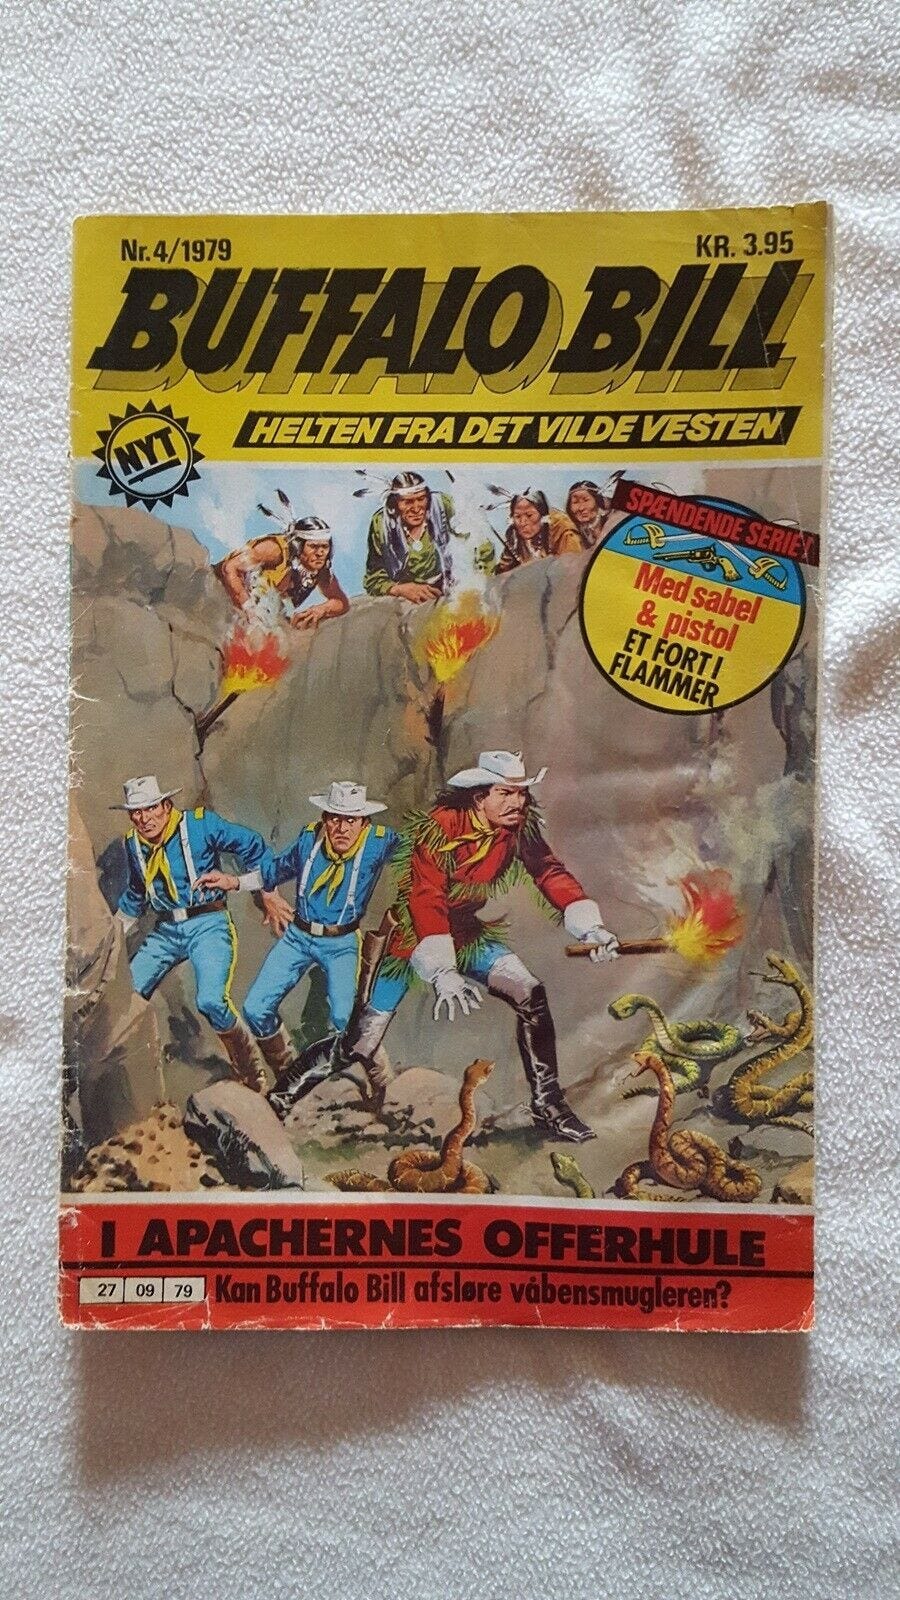 Nr.4/1979
KR. 3.95
BUFFALO BILL
HELTEN FRA DET VILDE VESTEN
NYT
SPÆNDENDE SERIE!
Med sabel
& pistol
ET FORT I
FLAMMER
I APACHERNES OFFERHULE
27 09 79
Kan Buffalo Bill afsløre våbensmugleren?